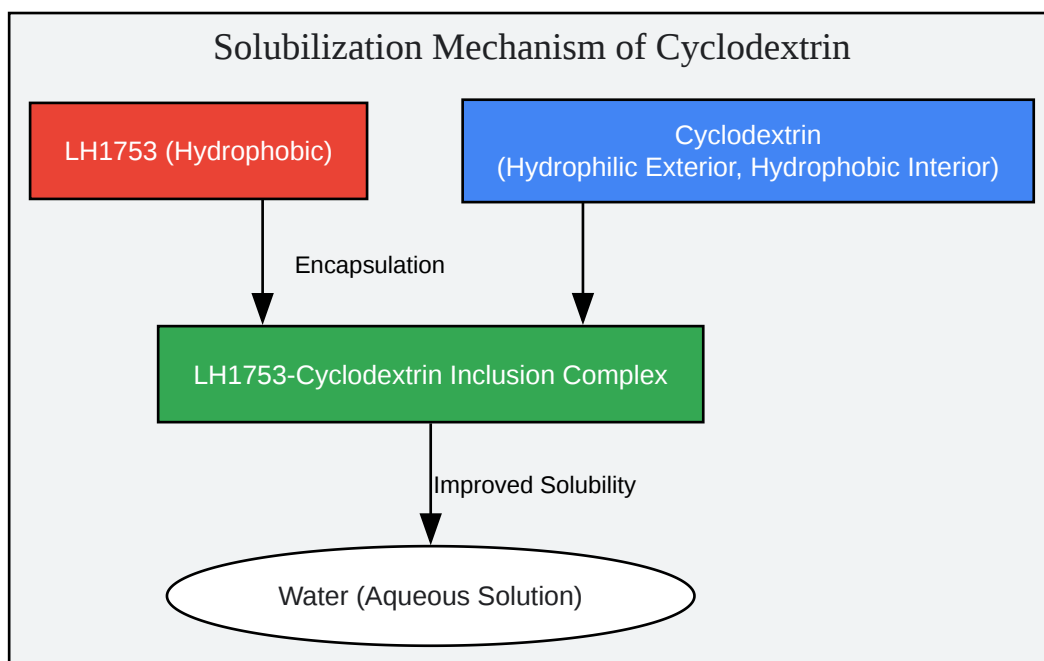 Solubilization Mechanism of Cyclodextrin
LH1753 (Hydrophobic)
Cyclodextrin
(Hydrophilic Exterior, Hydrophobic Interior)
Encapsulation
LH1753-Cyclodextrin Inclusion Complex
Improved Solubility
Water (Aqueous Solution)